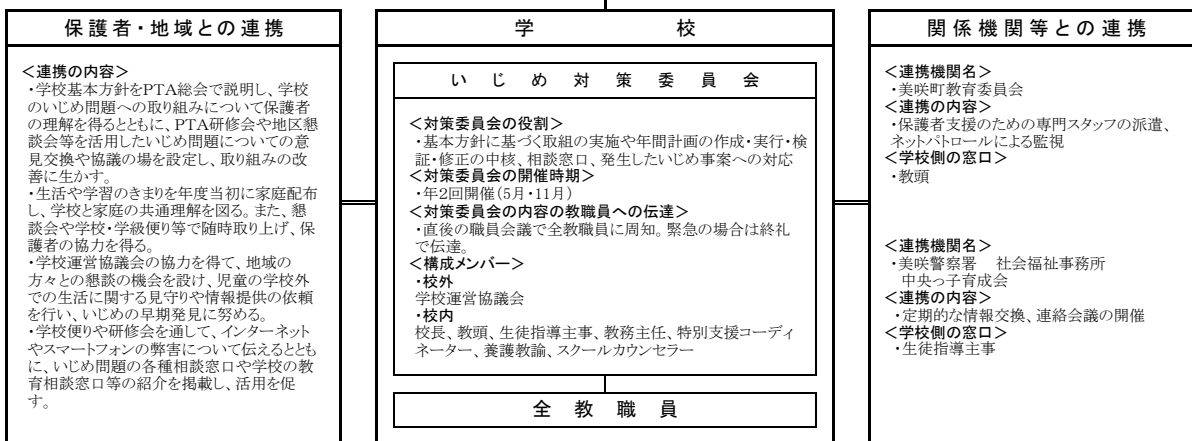 保護者・地域との連携
＜連携の内容＞
・学校基本方針をPTA総会で説明し、学校
のいじめ問題への取り組みについて保護者
の理解を得るとともに、PTA研修会や地区懇
談会等を活用したいじめ問題についての意
見交換や協議の場を設定し、取り組みの改
善に生かす。
・生活や学習のきまりを年度当初に家庭配布
し、学校と家庭の共通理解を図る。また、懇
談会や学校・学級便り等で随時取り上げ、保
護者の協力を得る。
・学校運営協議会の協力を得て、地域の
方々との懇談の機会を設け、児童の学校外
での生活に関する見守りや情報提供の依頼
を行い、いじめの早期発見に努める。
・学校便りや研修会を通して、インターネット
やスマートフォンの弊害について伝えるととも
に、いじめ問題の各種相談窓口や学校の教
育相談窓口等の紹介を掲載し、活用を促
す。
学校
いじめ対策委員会
＜対策委員会の役割＞
・基本方針に基づく取組の実施や年間計画の作成・実行・検
証・修正の中核、相談窓口、発生したいじめ事案への対応
＜対策委員会の開催時期＞
・年2回開催（5月・11月）
＜対策委員会の内容の教職員への伝達＞
・直後の職員会議で全教職員に周知。緊急の場合は終礼
で伝達。
＜構成メンバー＞
・校外
学校運営協議会
・校内
校長、教頭、生徒指導主事、教務主任、特別支援コーディ
ネーター、養護教諭、スクールカウンセラー
全教職員
関係機関等との連携
＜連携機関名＞
・美咲町教育委員会
＜連携の内容＞
・保護者支援のための専門スタッフの派遣、
ネットパトロールによる監視
＜学校側の窓口＞
・教頭
＜連携機関名＞
・美咲警察署　社会福祉事務所
中央っ子育成会
＜連携の内容＞
・定期的な情報交換、連絡会議の開催
＜学校側の窓口＞
・生徒指導主事